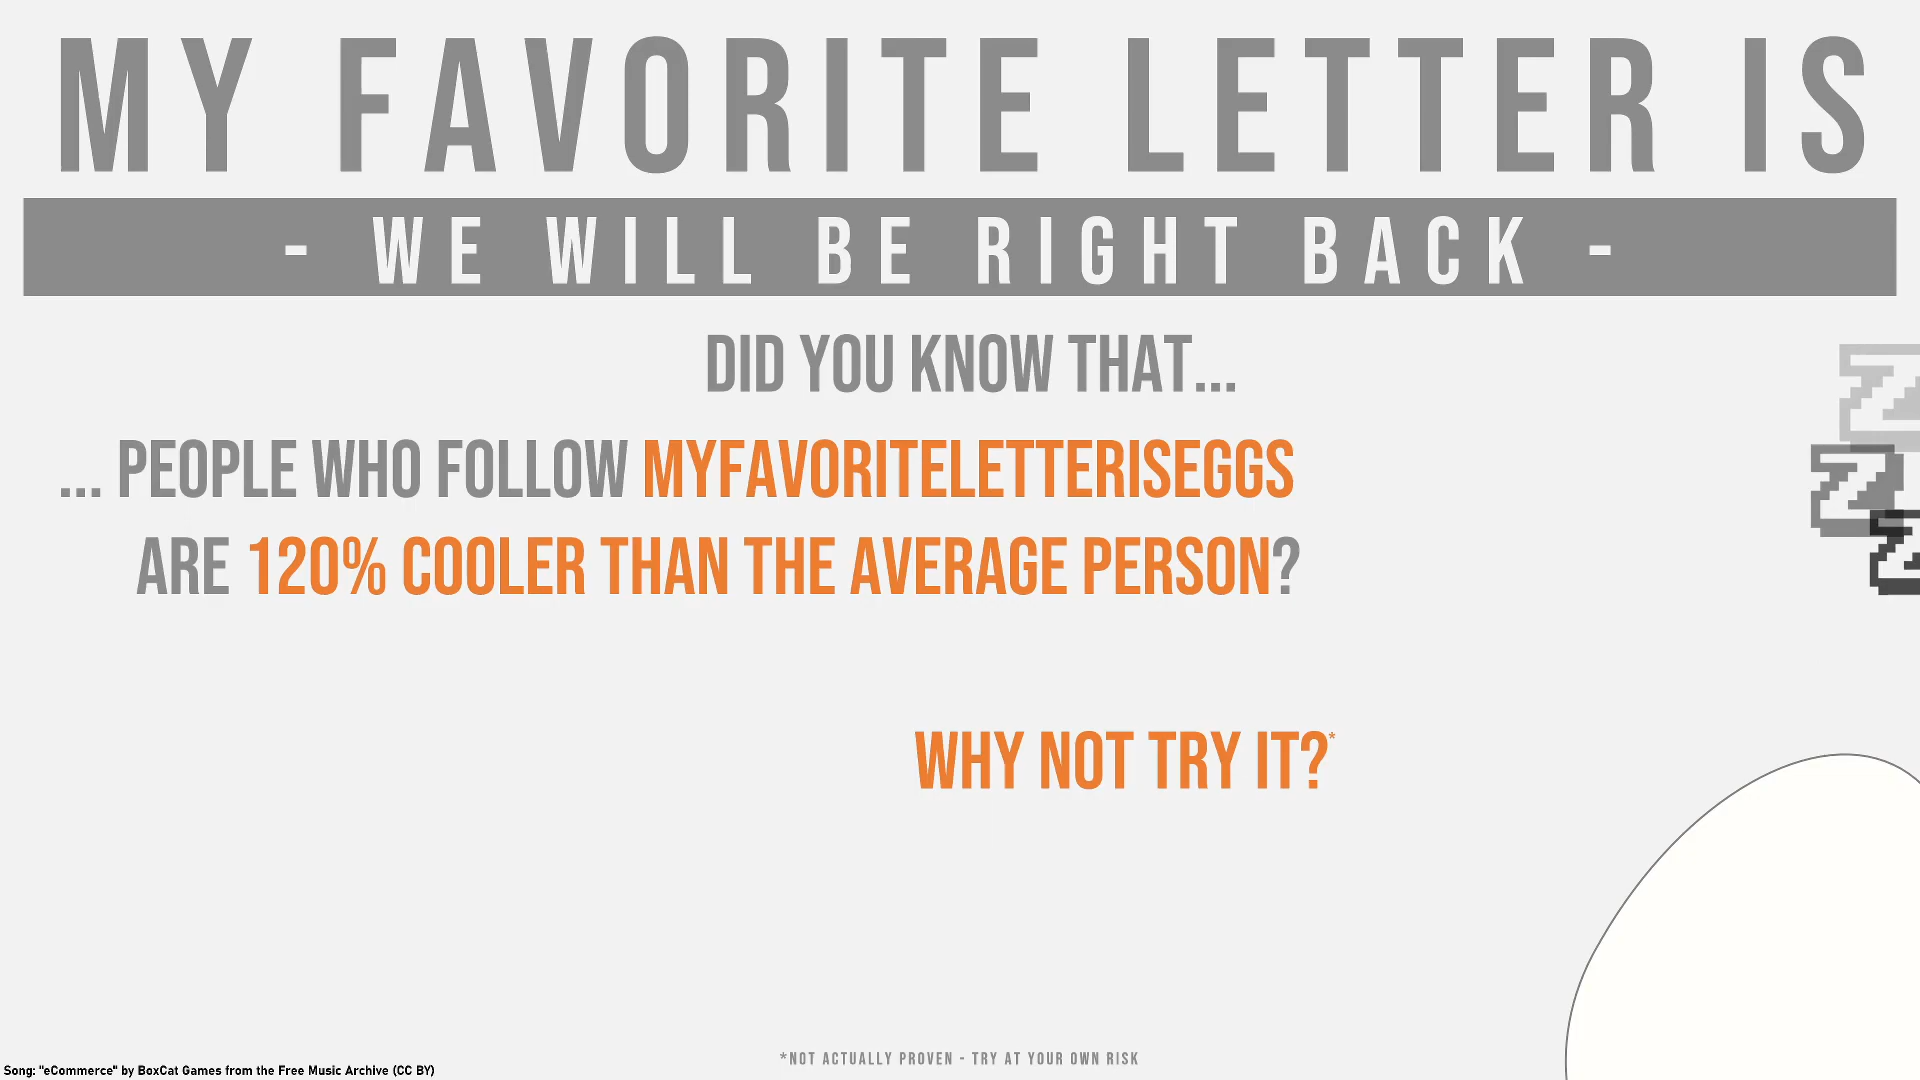 MY FAVORITE LETTER IS
- WE WILL BE RIGHT BACK -
DID YOU KNOW THAT...
... PEOPLE WHO FOLLOW MYFAVORITELETTERISEGGS
ARE 120% COOLER THAN THE AVERAGE PERSON?
Z
Z
Z
WHY NOT TRY IT?*
*NOT ACTUALLY PROVEN - TRY AT YOUR OWN RISK
Song: "eCommerce" by BoxCat Games from the Free Music Archive (CC BY)